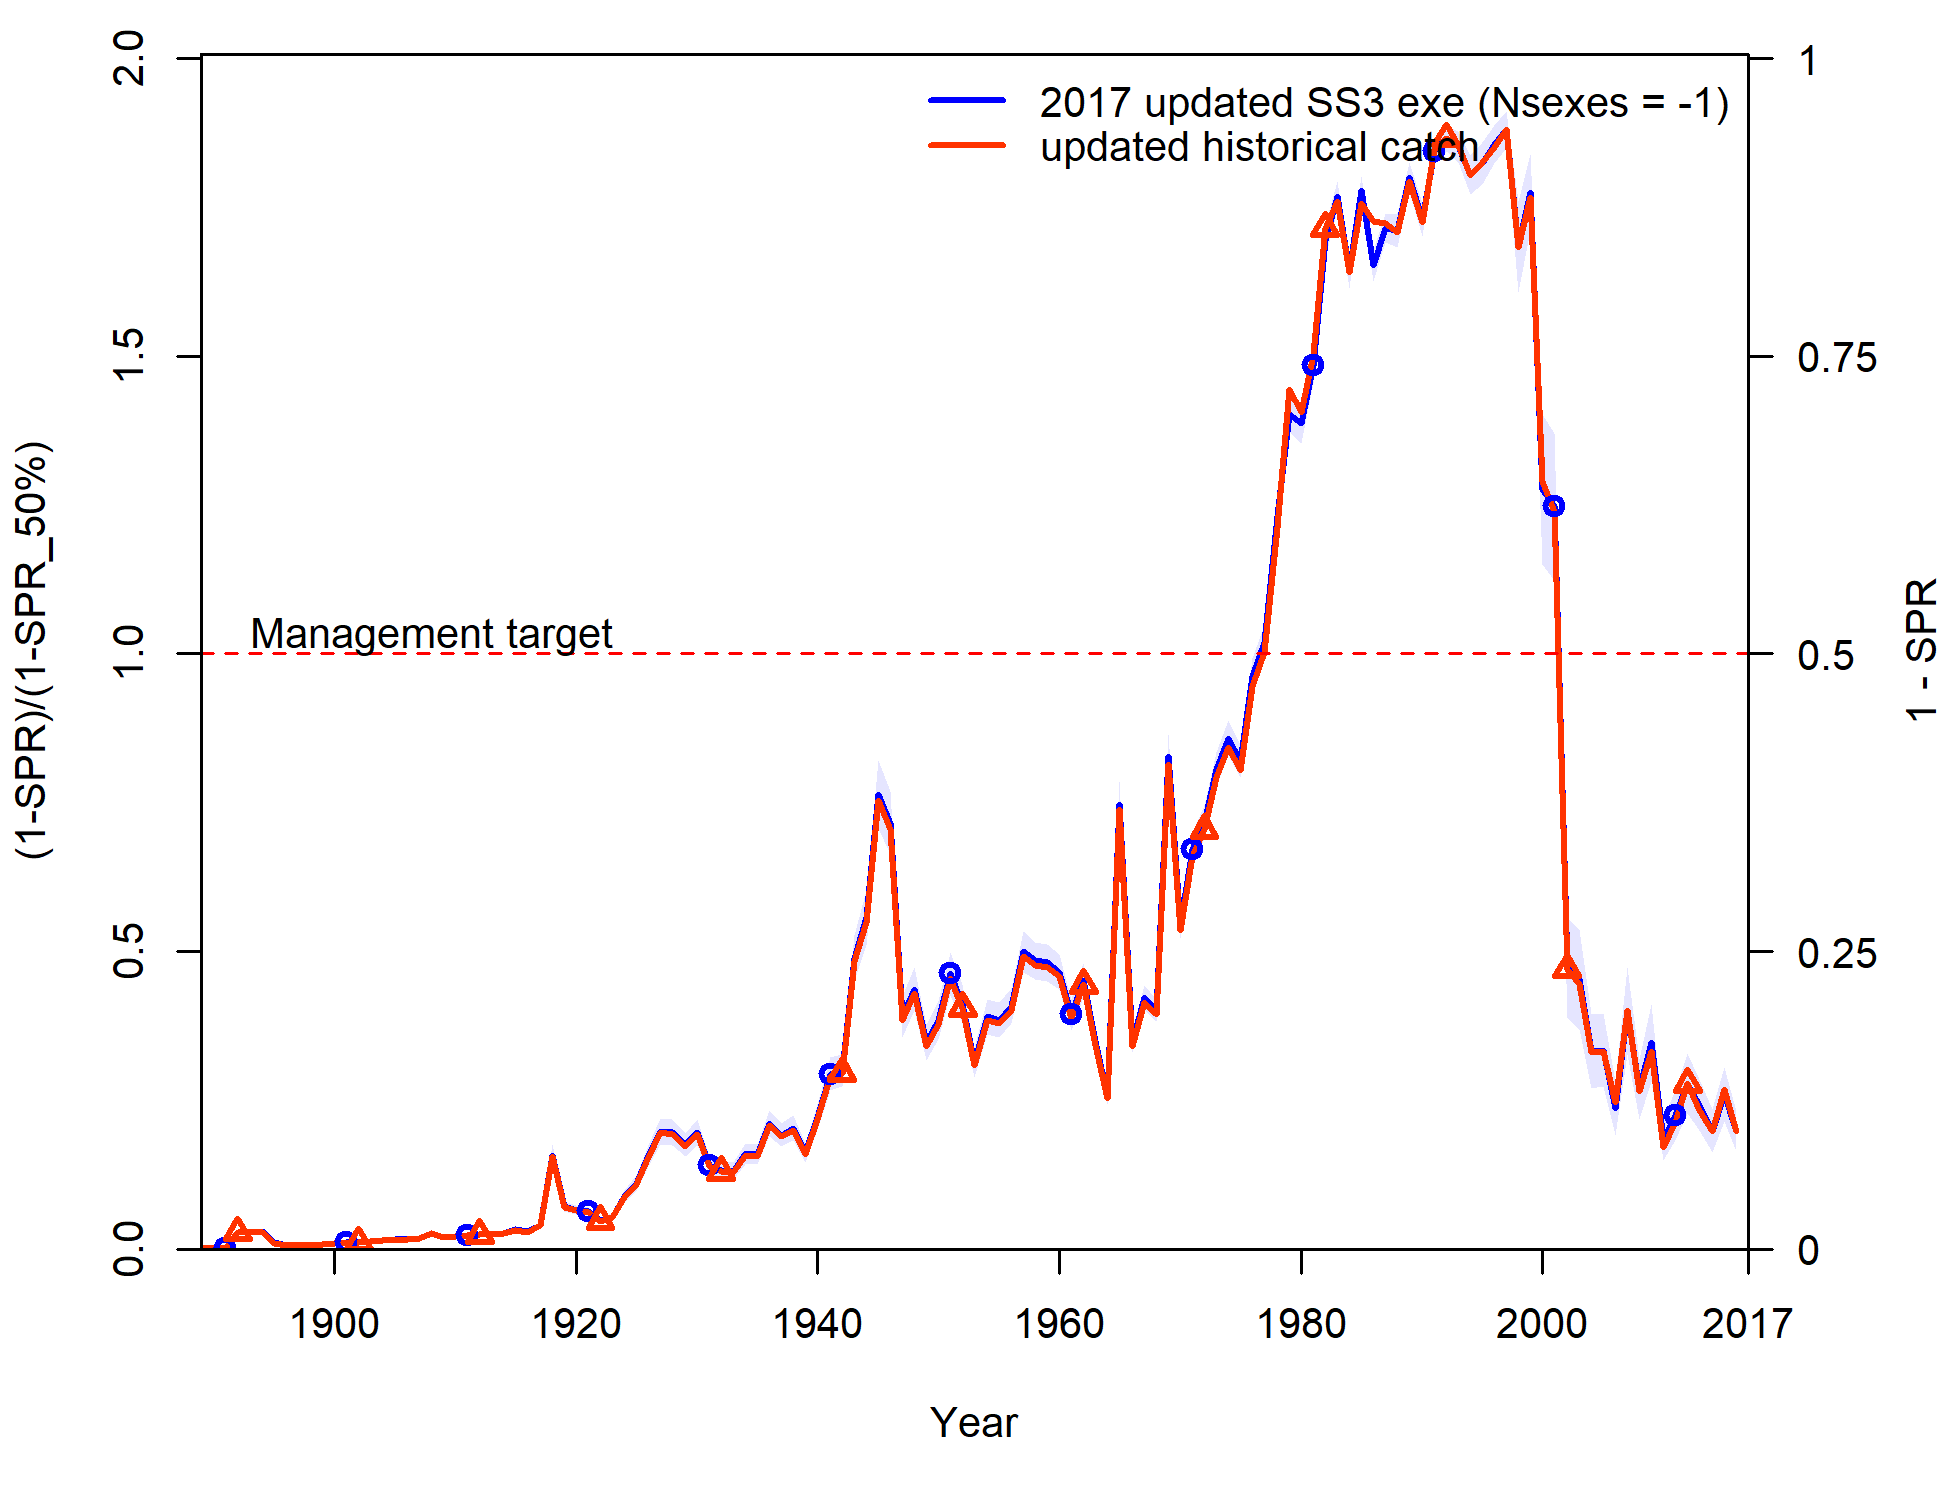 2017 updated SS3 exe (Nsexes = -1)
updated historical catch
Management target
(1-SPR)/(1-SPR_50%)
0.0
0.5
1.0
1.5
2.0
1 - SPR
0
0.25
0.5
0.75
1
1900
1920
1940
1960
1980
2000
2017
Year